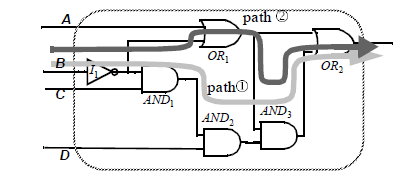 A
path ②
B
I1
OR1
OR2
C
path①
AND1
AND2
AND3
D